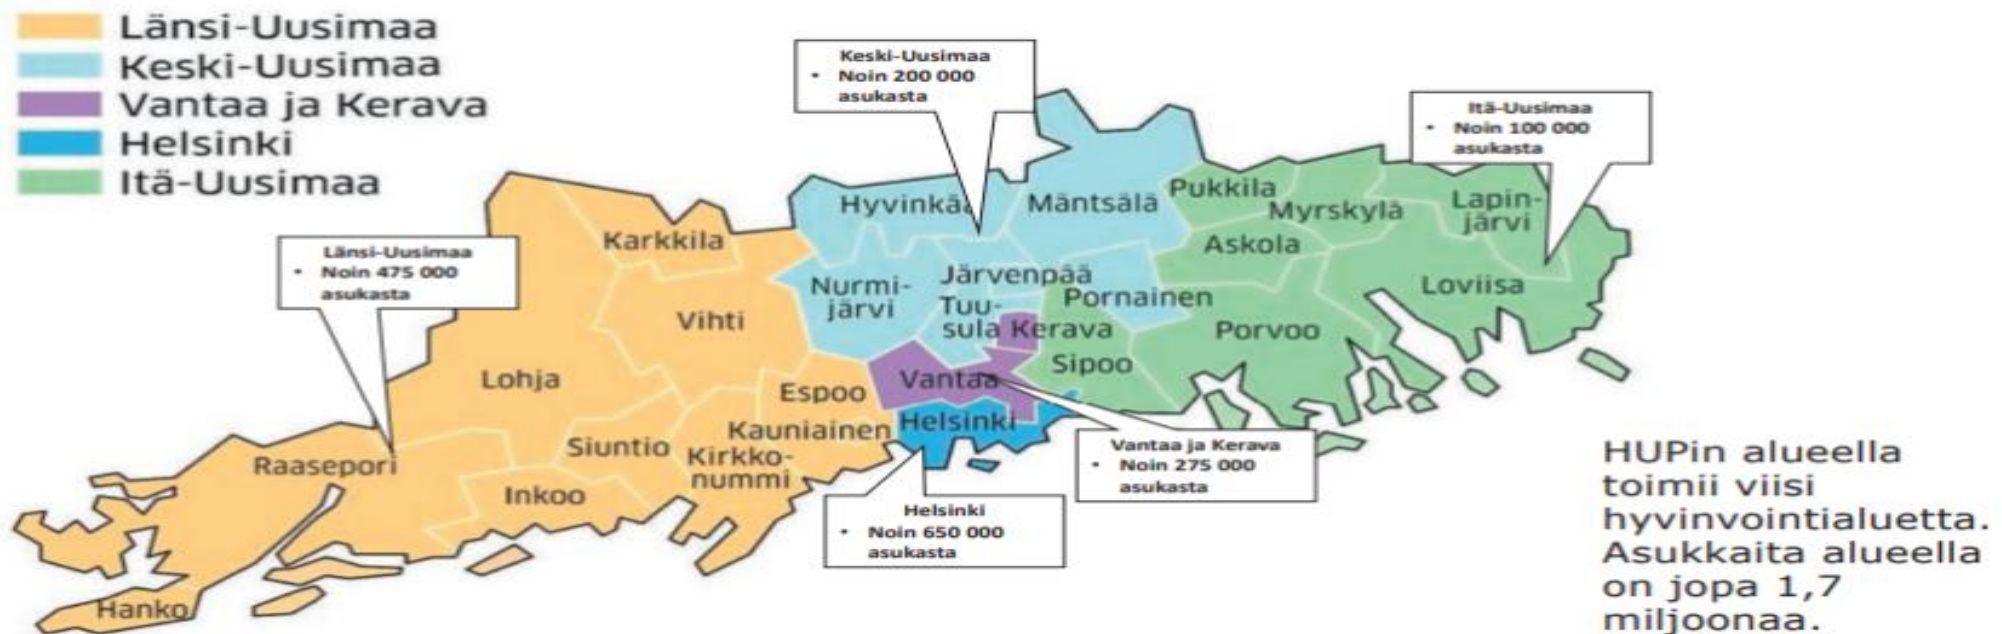 Länsi-Uusimaa
Keski-Uusimaa
Vantaa ja Kerava
Helsinki
Itä-Uusimaa
Keski-Uusimaa
• Noin 200 000
asukasta
Itä-Uusimaa
• Noin 100 000
asukasta
Länsi-Uusimaa
• Noin 475 000
asukasta
Hyvinkää
Mäntsälä
Pukkila
Myrskylä
Lapin-
järvi
Karkkila
Askola
Nurmi-
järvi
Järvenpää
Pornainen
Loviisa
Vihti
Tuu-
sula
Kerava
Porvoo
Lohja
Espoo
Vantaa
Sipoo
Raasepori
Siuntio
Kauniainen
Helsinki
Kirkko-
nummi
Inkoo
Hanko
Vantaa ja Kerava
• Noin 275 000
asukasta
Helsinki
• Noin 650 000
asukasta
HUPin alueella
toimii viisi
hyvinvointialuetta.
Asukkaita alueella
on jopa 1,7
miljoonaa.